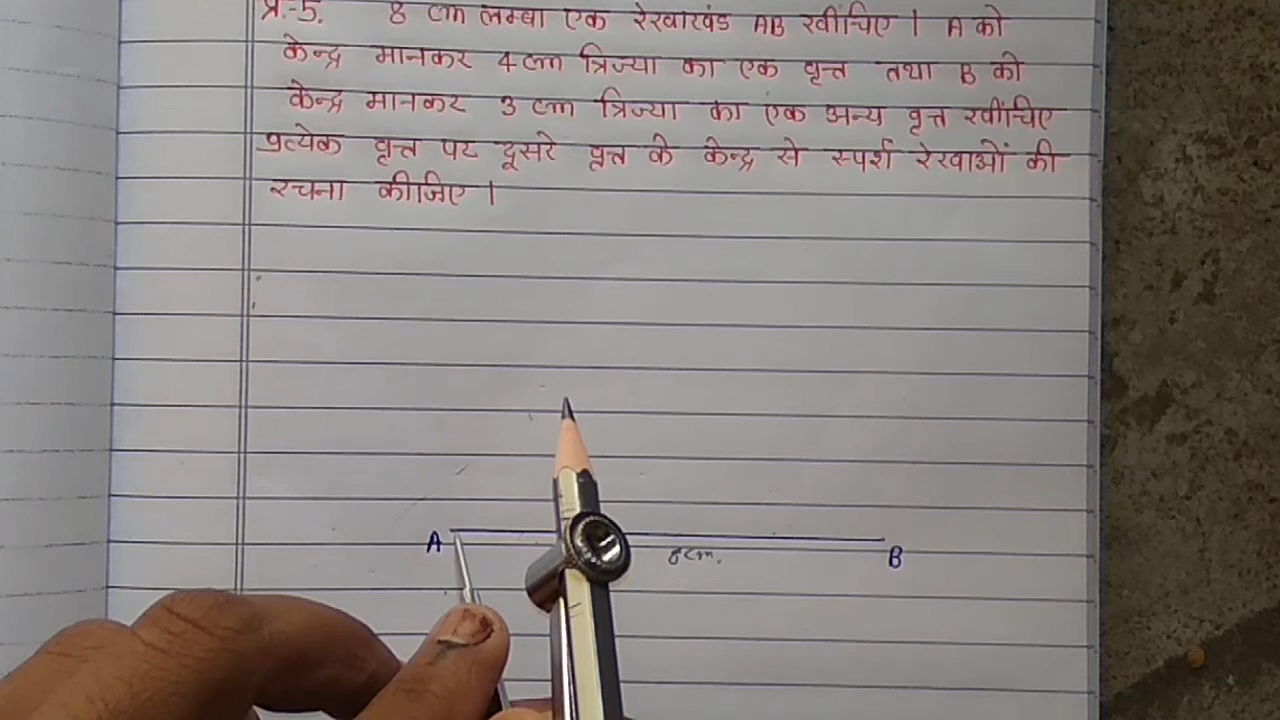 प्र.-5. 8 cm लम्बा एक रेखाखंड AB खींचिए। A को
केन्द्र मानकर 4 cm त्रिज्या का एक वृत्त तथा B को
केन्द्र मानकर 3 cm त्रिज्या का एक अन्य वृत्त खींचिए
प्रत्येक वृत्त पर दूसरे वृत्त के केन्द्र से स्पर्श रेखाओं की
रचना कीजिए।
A
8cm.
B